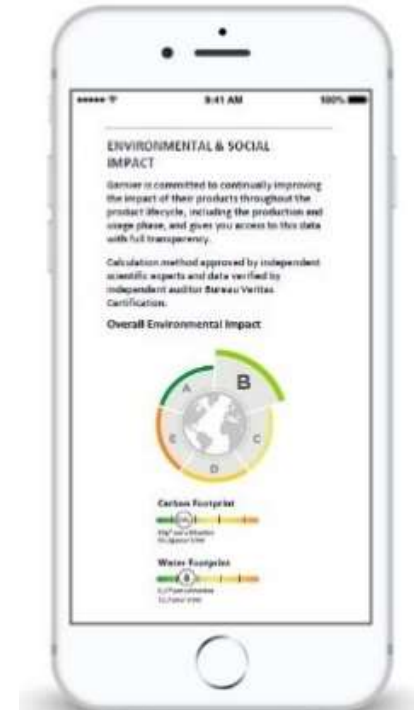 9:41 AM 100%
ENVIRONMENTAL & SOCIAL
IMPACT
Garnier is committed to continually improving
the impact of their products throughout the
product lifecycle, including the production and
usage phase, and gives you access to this data
with full transparency.
Calculation method approved by independent
scientific experts and data verified by
independent auditor Bureau Veritas
Certification.
Overall Environmental Impact
A
B
C
D
E
Carbon Footprint
Water Footprint